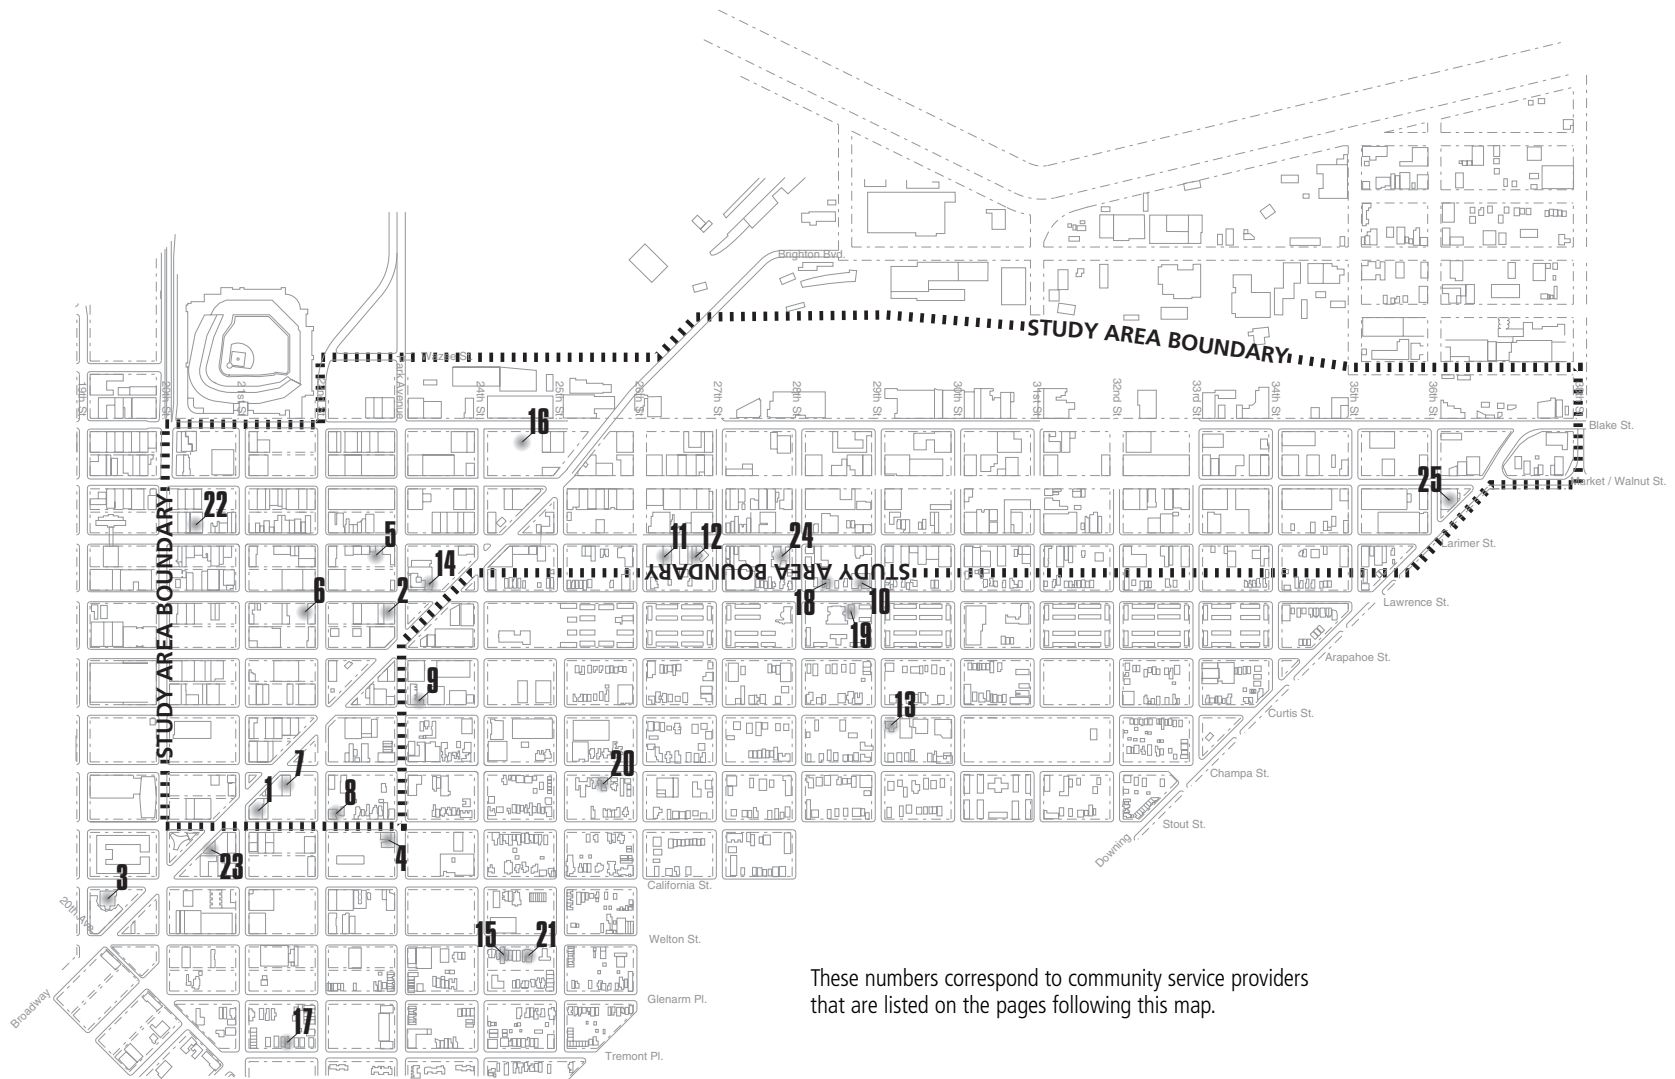 Brighton Blvd.
STUDY AREA BOUNDARY
Wazee St.
19th St.
20th St.
21st St.
Park Avenue
24th St.
25th St.
26th St.
27th St.
28th St.
29th St.
30th St.
31st St.
32nd St.
33rd St.
34th St.
35th St.
36th St.
38th St.
Blake St.
16
25
Market / Walnut St.
22
STUDY AREA BOUNDARY
5
11
12
24
Larimer St.
14
STUDY AREA BOUNDARY
6
2
18
10
Lawrence St.
19
Arapahoe St.
9
13
Curtis St.
7
20
Champa St.
1
8
Stout St.
4
23
Downing
3
California St.
20th Ave.
15
21
Welton St.
These numbers correspond to community service providers
that are listed on the pages following this map.
Broadway
Glenarm Pl.
17
Tremont Pl.